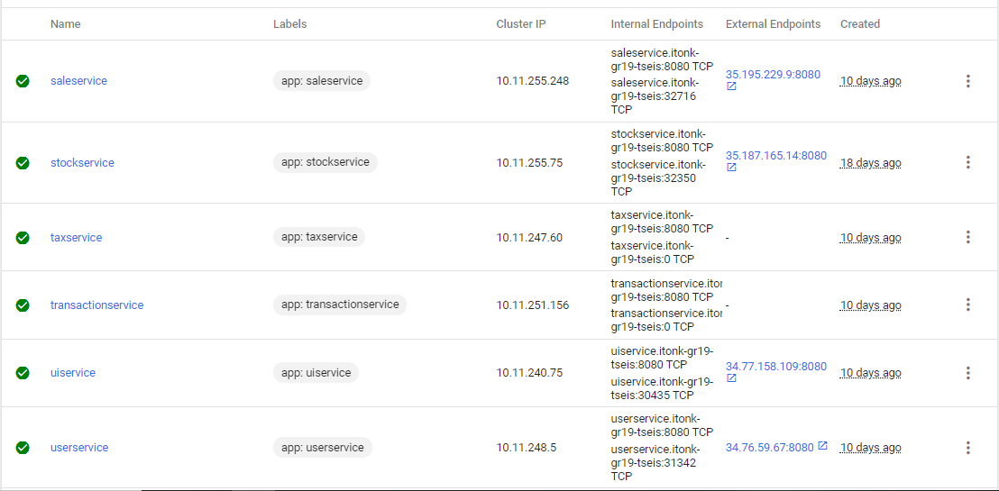 Name Labels Cluster IP Internal Endpoints External Endpoints Created
saleservice app: saleservice 10.11.255.248 saleservice.itonk-
gr19-tseis:8080 TCP
saleservice.itonk-
gr19-tseis:32716
TCP
35.195.229.9:8080
10 days ago
stockservice app: stockservice 10.11.255.75 stockservice.itonk-
gr19-tseis:8080 TCP
stockservice.itonk-
gr19-tseis:32350
TCP
35.187.165.14:8080
18 days ago
taxservice app: taxservice 10.11.247.60 taxservice.itonk-
gr19-tseis:8080 TCP
taxservice.itonk-
gr19-tseis:0 TCP
-
10 days ago
transactionservice app: transactionservice 10.11.251.156 transactionservice.itor
gr19-tseis:8080 TCP
transactionservice.itor
gr19-tseis:0 TCP
-
10 days ago
uiservice app: uiservice 10.11.240.75 uiservice.itonk-gr19-
tseis:8080 TCP
uiservice.itonk-gr19-
tseis:30435 TCP
34.77.158.109:8080
10 days ago
userservice app: userservice 10.11.248.5 userservice.itonk-
gr19-tseis:8080 TCP
userservice.itonk-
gr19-tseis:31342
TCP
34.76.59.67:8080
10 days ago